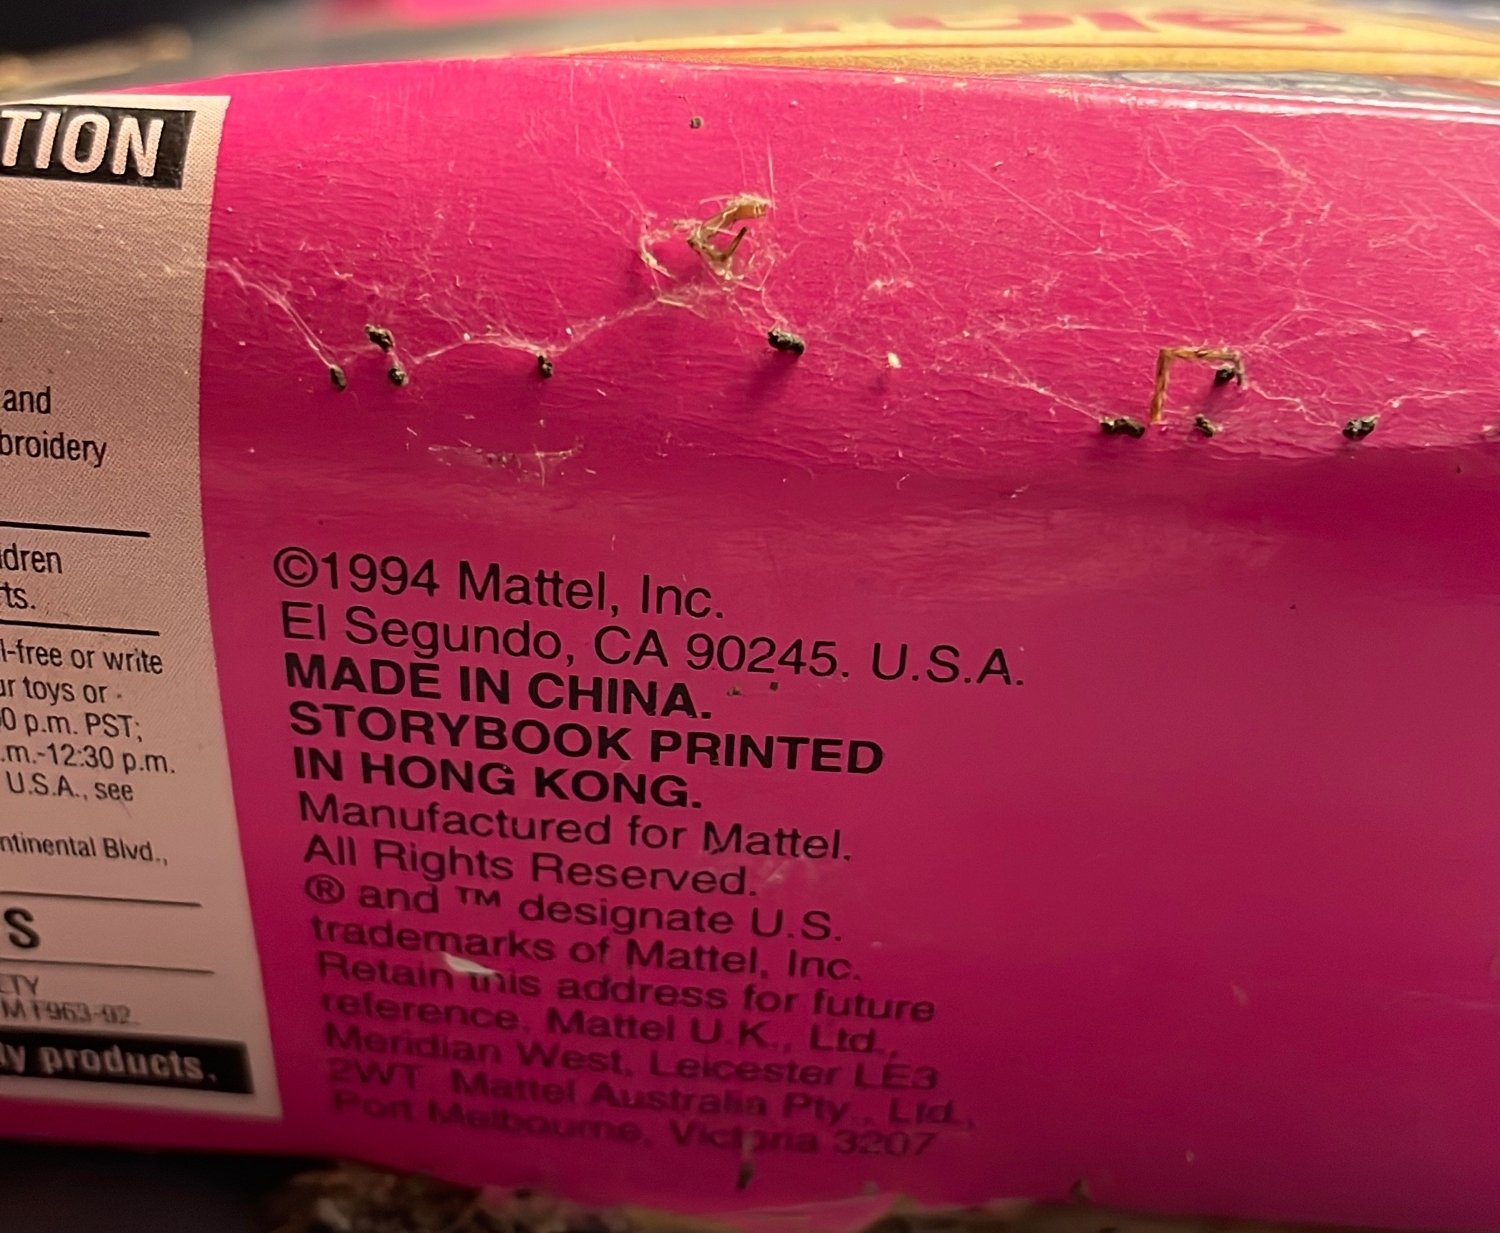 TION
and
broidery
dren
ts.
l-free or write
ur toys or
0 p.m. PST;
.m.-12:30 p.m.
U.S.A., see
ntinental Blvd.,
S
LTY
M F963-92
ly products.
©1994 Mattel, Inc.
El Segundo, CA 90245. U.S.A.
MADE IN CHINA.
STORYBOOK PRINTED
IN HONG KONG.
Manufactured for Mattel.
All Rights Reserved.
® and ™ designate U.S.
trademarks of Mattel, Inc.
Retain this address for future
reference. Mattel U.K., Ltd.,
Meridian West, Leicester LE3
2WT. Mattel Australia Pty., Ltd.,
Port Melbourne, Victoria 3207